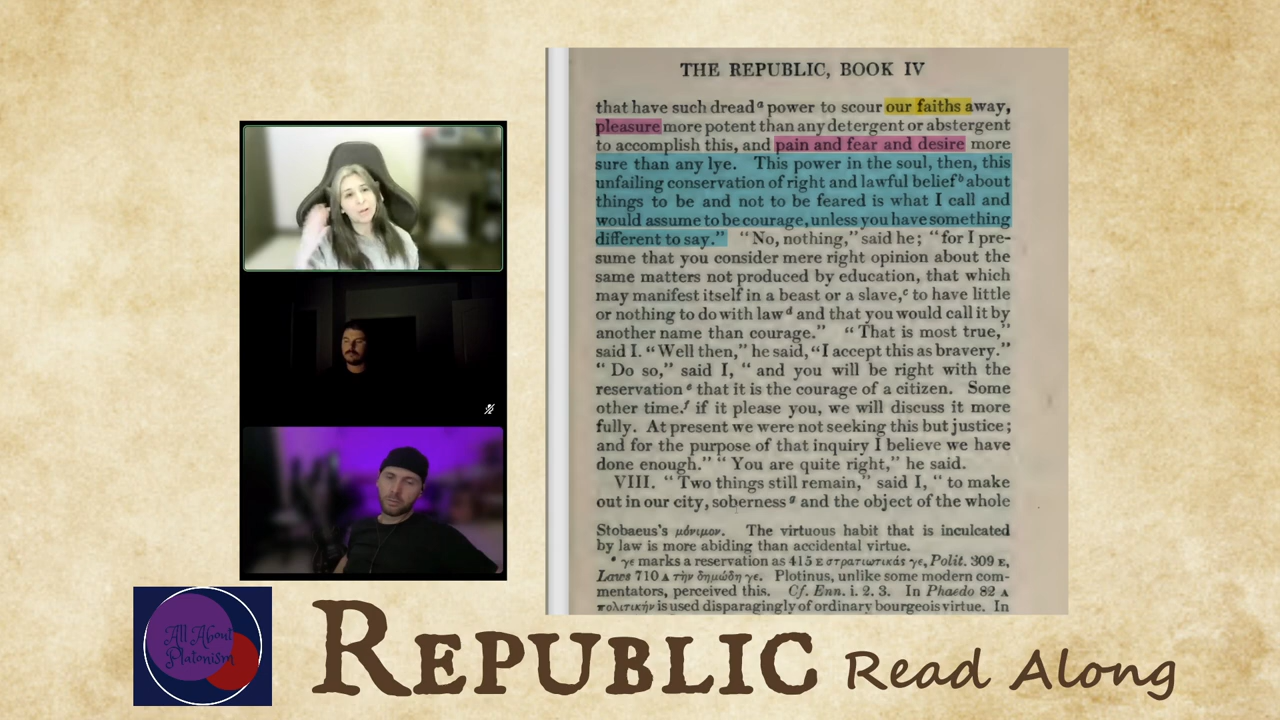 THE REPUBLIC, BOOK IV
that have such dreadᵃ power to scour our faiths away,
pleasure more potent than any detergent or abstergent
to accomplish this, and pain and fear and desire more
sure than any lye. This power in the soul, then, this
unfailing conservation of right and lawful beliefᵇ about
things to be and not to be feared is what I call and
would assume to be courage, unless you have something
different to say.” “No, nothing,” said he; “for I pre-
sume that you consider mere right opinion about the
same matters not produced by education, that which
may manifest itself in a beast or a slave,ᶜ to have little
or nothing to do with lawᵈ and that you would call it by
another name than courage.” “That is most true,”
said I. “Well then,” he said, “I accept this as bravery.”
“Do so,” said I, “and you will be right with the
reservationᵉ that it is the courage of a citizen. Some
other time,ᶠ if it please you, we will discuss it more
fully. At present we were not seeking this but justice;
and for the purpose of that inquiry I believe we have
done enough.” “You are quite right,” he said.
VIII. “Two things still remain,” said I, “to make
out in our city, sobernessᵍ and the object of the whole
Stobaeus’s μόνιμον. The virtuous habit that is inculcated
by law is more abiding than accidental virtue.
ᵉ γε marks a reservation as 415 E στρατιωτικάς γε, Polit. 309 E,
Laws 710 A τὴν δημώδη γε. Plotinus, unlike some modern com-
mentators, perceived this. Cf. Enn. i. 2. 3. In Phaedo 82 A
πολιτικήν is used disparagingly of ordinary bourgeois virtue. In
All About
Platonism
REPUBLIC Read Along